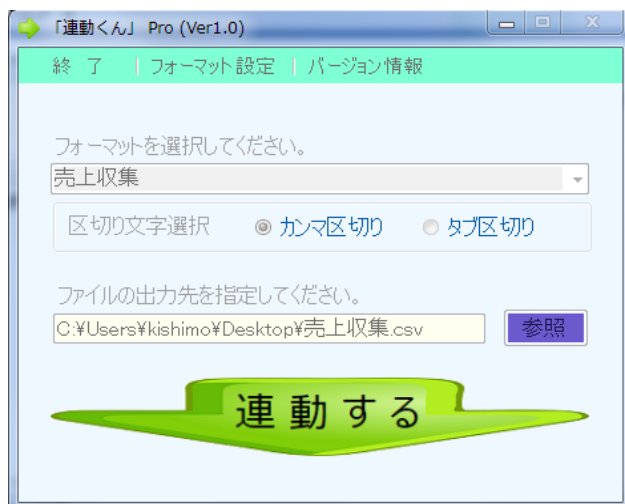 「連動くん」 Pro (Ver1.0)
終 了 | フォーマット設定 | バージョン情報
フォーマットを選択してください。
売上収集
区切り文字選択 カンマ区切り タブ区切り
ファイルの出力先を指定してください。
C:¥Users¥kishimo¥Desktop¥売上収集.csv 参照
連 動 す る